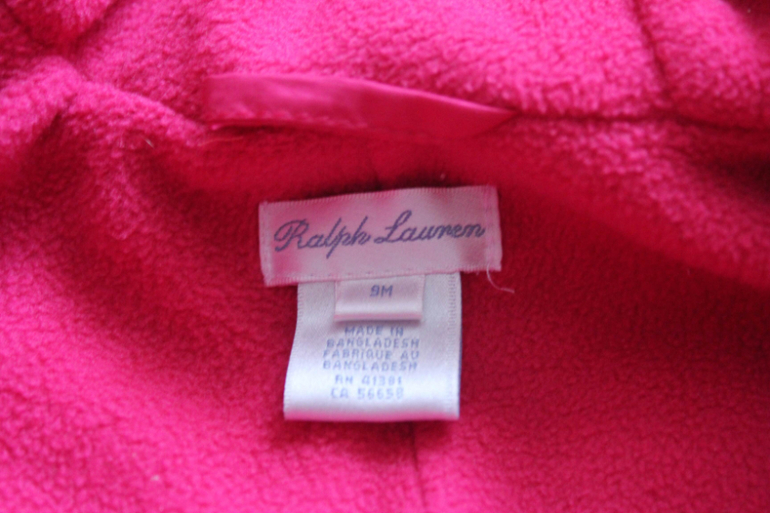 Ralph Lauren
9M
MADE IN
BANGLADESH
FABRIQUE AU
BANGLADESH
RN 41381
CA 56658